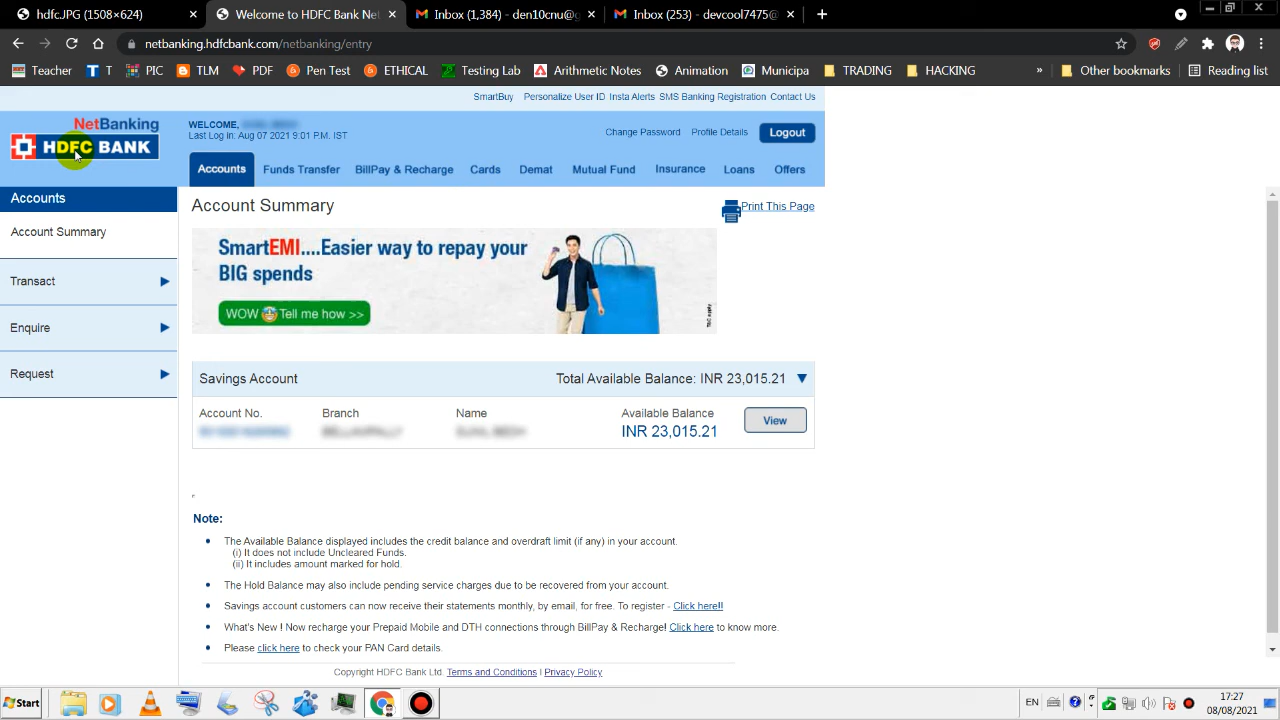 hdfc.JPG (1508×624)
Welcome to HDFC Bank Net
Inbox (1,384) - den10cnu@g
Inbox (253) - devcool7475@
netbanking.hdfcbank.com/netbanking/entry
Teacher T PIC TLM PDF Pen Test ETHICAL Testing Lab Arithmetic Notes Animation Municipa TRADING HACKING » Other bookmarks Reading list
SmartBuy Personalize User ID Insta Alerts SMS Banking Registration Contact Us
NetBanking
HDFC BANK
WELCOME,
Last Log in: Aug 07 2021 9:01 P.M. IST
Change Password Profile Details Logout
Accounts Funds Transfer BillPay & Recharge Cards Demat Mutual Fund Insurance Loans Offers
Accounts
Account Summary
Transact
Enquire
Request
Account Summary
Print This Page
SmartEMI....Easier way to repay your
BIG spends
WOW Tell me how >>
T&C apply
Savings Account Total Available Balance: INR 23,015.21
Account No. Branch Name Available Balance View
INR 23,015.21
Note:
The Available Balance displayed includes the credit balance and overdraft limit (if any) in your account.
(i) It does not include Uncleared Funds.
(ii) It includes amount marked for hold.
The Hold Balance may also include pending service charges due to be recovered from your account.
Savings account customers can now receive their statements monthly, by email, for free. To register - Click here!!
What's New ! Now recharge your Prepaid Mobile and DTH connections through BillPay & Recharge! Click here to know more.
Please click here to check your PAN Card details.
Copyright HDFC Bank Ltd. Terms and Conditions I Privacy Policy
Start
EN
17:27
08/08/2021